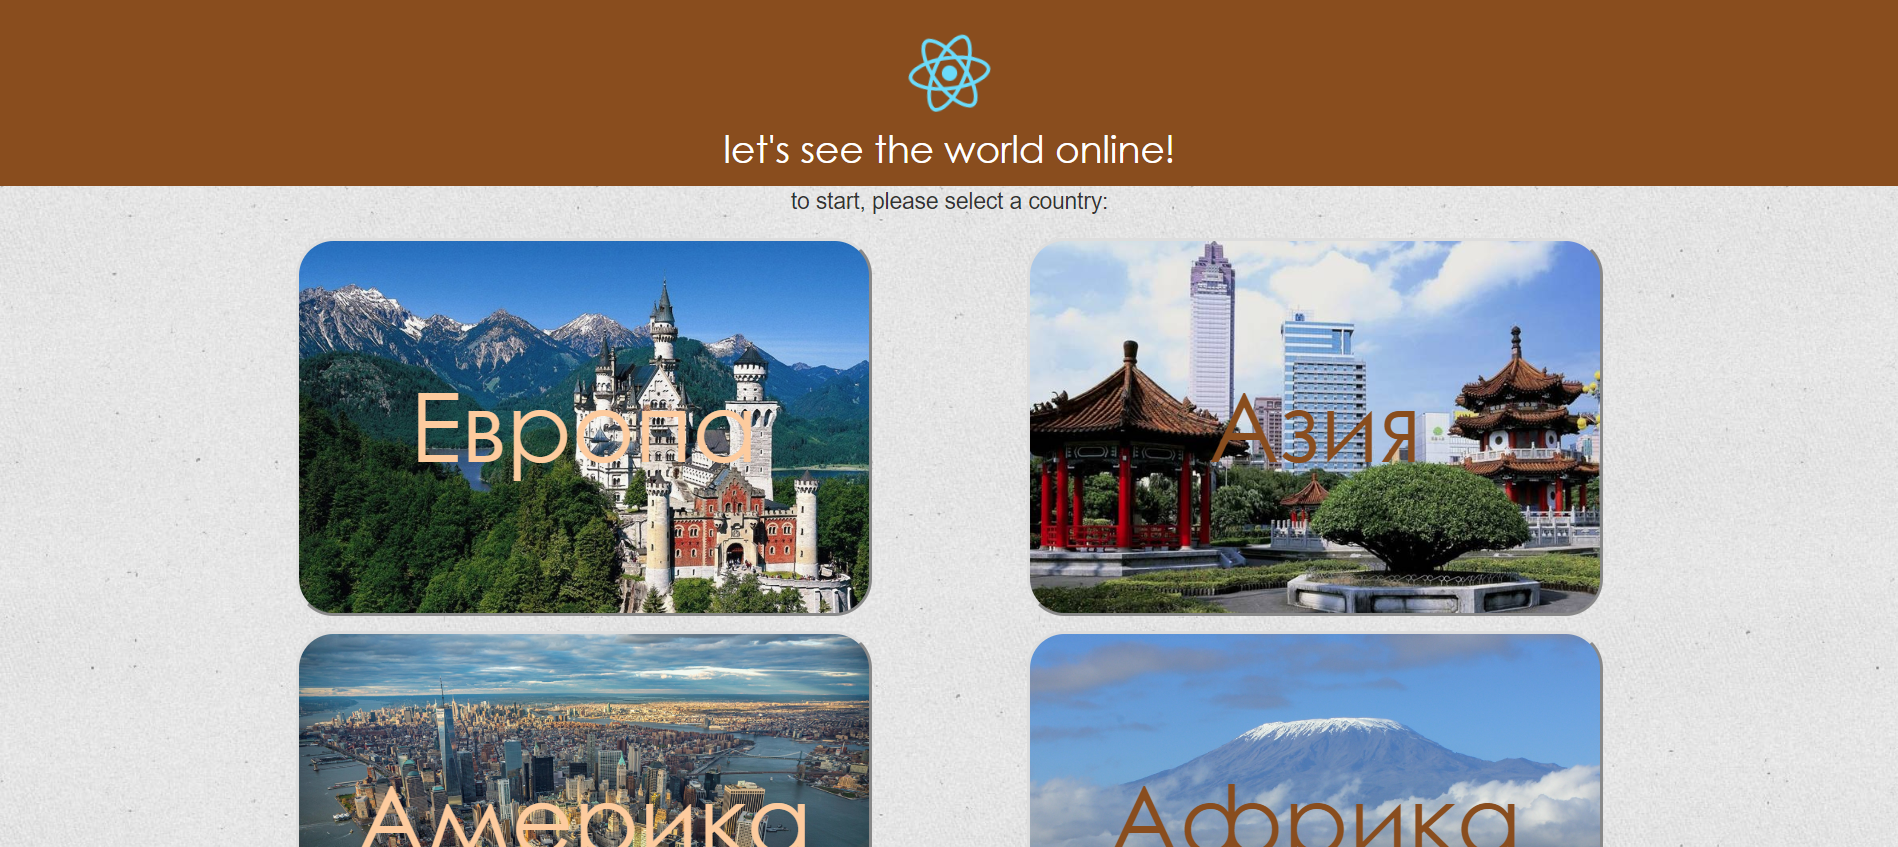 let's see the world online!
to start, please select a country:
Европа
Азия
Америка
Африка